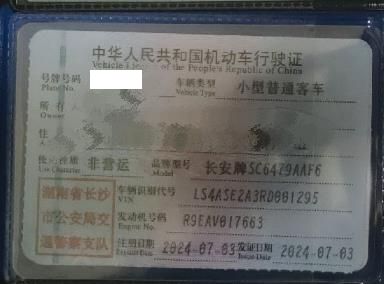 中华人民共和国机动车行驶证
Vehicle License of the People's Republic of China
号牌号码 车辆类型 小型普通客车
Plate No. Vehicle Type
所有人
Owner
住
使用性质 非营运 品牌型号 长安牌SC6479AAF6
Use Character Model
湖南省长沙 车辆识别代号 LS4ASE2A3RD001295
VIN
市公安局交 发动机号码 R9EAV017663
Engine No.
通警察支队 注册日期 2024-07-03 发证日期 2024-07-03
Register Date Issue Date